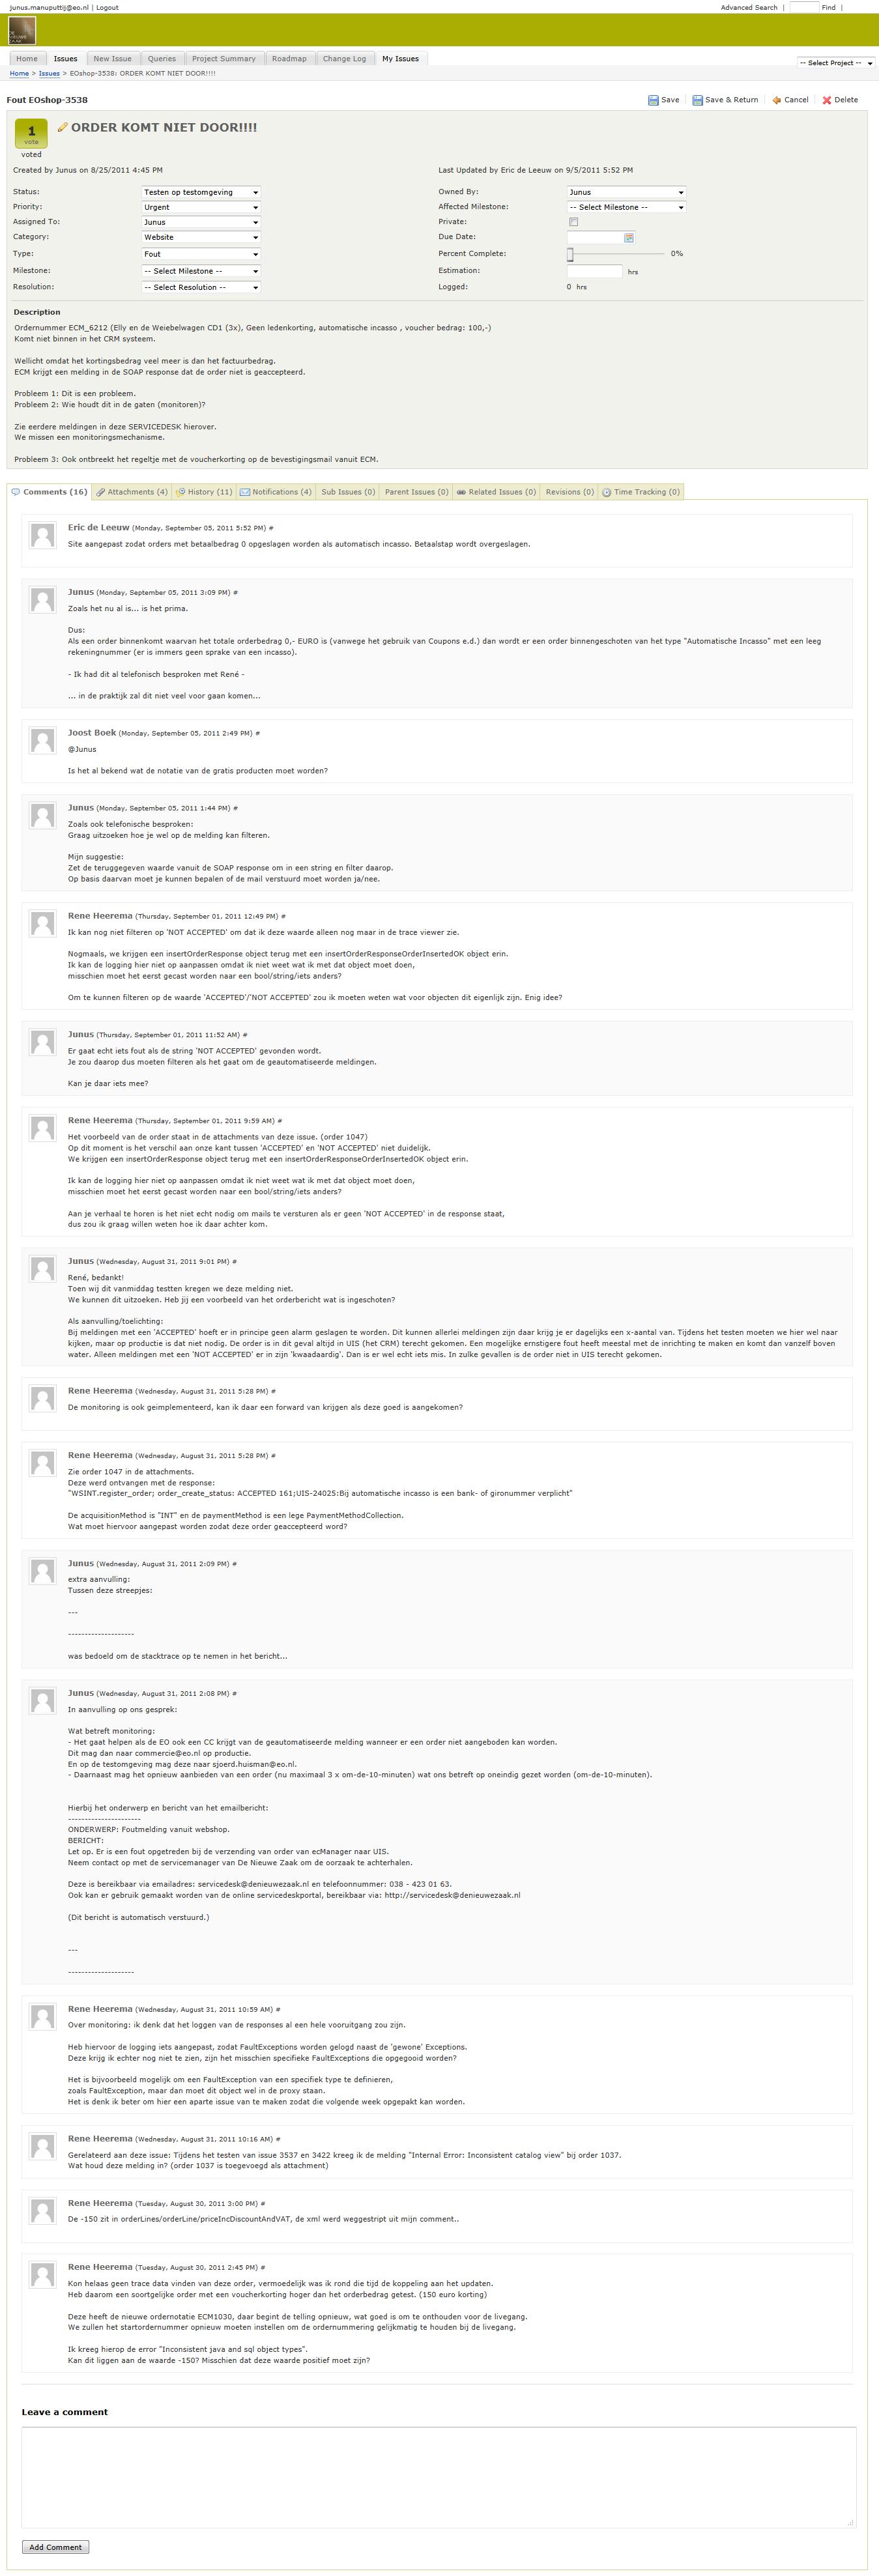 junus.manuputtij@eo.nl | Logout
Advanced Search | Find |
DE NIEUWE ZAAK
Home Issues New Issue Queries Project Summary Roadmap Change Log My Issues
-- Select Project --
Home > Issues > EOshop-3538: ORDER KOMT NIET DOOR!!!!
Fout EOshop-3538
Save Save & Return Cancel Delete
1
vote
voted
ORDER KOMT NIET DOOR!!!!
Created by Junus on 8/25/2011 4:45 PM
Last Updated by Eric de Leeuw on 9/5/2011 5:52 PM
Status: Testen op testomgeving
Owned By: Junus
Priority: Urgent
Affected Milestone: -- Select Milestone --
Assigned To: Junus
Private:
Category: Website
Due Date:
Type: Fout
Percent Complete: 0%
Milestone: -- Select Milestone --
Estimation: hrs
Resolution: -- Select Resolution --
Logged: 0 hrs
Description
Ordernummer ECM_6212 (Elly en de Weiebelwagen CD1 (3x), Geen ledenkorting, automatische incasso , voucher bedrag: 100,-)
Komt niet binnen in het CRM systeem.
Wellicht omdat het kortingsbedrag veel meer is dan het factuurbedrag.
ECM krijgt een melding in de SOAP response dat de order niet is geaccepteerd.
Probleem 1: Dit is een probleem.
Probleem 2: Wie houdt dit in de gaten (monitoren)?
Zie eerdere meldingen in deze SERVICEDESK hierover.
We missen een monitoringsmechanisme.
Probleem 3: Ook ontbreekt het regeltje met de voucherkorting op de bevestigingsmail vanuit ECM.
Comments (16) Attachments (4) History (11) Notifications (4) Sub Issues (0) Parent Issues (0) Related Issues (0) Revisions (0) Time Tracking (0)
Eric de Leeuw (Monday, September 05, 2011 5:52 PM) #
Site aangepast zodat orders met betaalbedrag 0 opgeslagen worden als automatisch incasso. Betaalstap wordt overgeslagen.
Junus (Monday, September 05, 2011 3:09 PM) #
Zoals het nu al is... is het prima.
Dus:
Als een order binnenkomt waarvan het totale orderbedrag 0,- EURO is (vanwege het gebruik van Coupons e.d.) dan wordt er een order binnengeschoten van het type "Automatische Incasso" met een leeg
rekeningnummer (er is immers geen sprake van een incasso).
- Ik had dit al telefonisch besproken met René -
... in de praktijk zal dit niet veel voor gaan komen...
Joost Boek (Monday, September 05, 2011 2:49 PM) #
@Junus
Is het al bekend wat de notatie van de gratis producten moet worden?
Junus (Monday, September 05, 2011 1:44 PM) #
Zoals ook telefonische besproken:
Graag uitzoeken hoe je wel op de melding kan filteren.
Mijn suggestie:
Zet de teruggegeven waarde vanuit de SOAP response om in een string en filter daarop.
Op basis daarvan moet je kunnen bepalen of de mail verstuurd moet worden ja/nee.
Rene Heerema (Thursday, September 01, 2011 12:49 PM) #
Ik kan nog niet filteren op 'NOT ACCEPTED' om dat ik deze waarde alleen nog maar in de trace viewer zie.
Nogmaals, we krijgen een insertOrderResponse object terug met een insertOrderResponseOrderInsertedOK object erin.
Ik kan de logging hier niet op aanpassen omdat ik niet weet wat ik met dat object moet doen,
misschien moet het eerst gecast worden naar een bool/string/iets anders?
Om te kunnen filteren op de waarde 'ACCEPTED'/'NOT ACCEPTED' zou ik moeten weten wat voor objecten dit eigenlijk zijn. Enig idee?
Junus (Thursday, September 01, 2011 11:52 AM) #
Er gaat echt iets fout als de string 'NOT ACCEPTED' gevonden wordt.
Je zou daarop dus moeten filteren als het gaat om de geautomatiseerde meldingen.
Kan je daar iets mee?
Rene Heerema (Thursday, September 01, 2011 9:59 AM) #
Het voorbeeld van de order staat in de attachments van deze issue. (order 1047)
Op dit moment is het verschil aan onze kant tussen 'ACCEPTED' en 'NOT ACCEPTED' niet duidelijk.
We krijgen een insertOrderResponse object terug met een insertOrderResponseOrderInsertedOK object erin.
Ik kan de logging hier niet op aanpassen omdat ik niet weet wat ik met dat object moet doen,
misschien moet het eerst gecast worden naar een bool/string/iets anders?
Aan je verhaal te horen is het niet echt nodig om mails te versturen als er geen 'NOT ACCEPTED' in de response staat,
dus zou ik graag willen weten hoe ik daar achter kom.
Junus (Wednesday, August 31, 2011 9:01 PM) #
René, bedankt!
Toen wij dit vanmiddag testten kregen we deze melding niet.
We kunnen dit uitzoeken. Heb jij een voorbeeld van het orderbericht wat is ingeschoten?
Als aanvulling/toelichting:
Bij meldingen met een 'ACCEPTED' hoeft er in principe geen alarm geslagen te worden. Dit kunnen allerlei meldingen zijn daar krijg je er dagelijks een x-aantal van. Tijdens het testen moeten we hier wel naar
kijken, maar op productie is dat niet nodig. De order is in dit geval altijd in UIS (het CRM) terecht gekomen. Een mogelijke ernstigere fout heeft meestal met de inrichting te maken en komt dan vanzelf boven
water. Alleen meldingen met een 'NOT ACCEPTED' er in zijn 'kwaadaardig'. Dan is er wel echt iets mis. In zulke gevallen is de order niet in UIS terecht gekomen.
Rene Heerema (Wednesday, August 31, 2011 5:28 PM) #
De monitoring is ook geimplementeerd, kan ik daar een forward van krijgen als deze goed is aangekomen?
Rene Heerema (Wednesday, August 31, 2011 5:28 PM) #
Zie order 1047 in de attachments.
Deze werd ontvangen met de response:
"WSINT.register_order; order_create_status: ACCEPTED 161;UIS-24025:Bij automatische incasso is een bank- of gironummer verplicht"
De acquisitionMethod is "INT" en de paymentMethod is een lege PaymentMethodCollection.
Wat moet hiervoor aangepast worden zodat deze order geaccepteerd word?
Junus (Wednesday, August 31, 2011 2:09 PM) #
extra aanvulling:
Tussen deze streepjes:
---
--------------------
was bedoeld om de stacktrace op te nemen in het bericht...
Junus (Wednesday, August 31, 2011 2:08 PM) #
In aanvulling op ons gesprek:
Wat betreft monitoring:
- Het gaat helpen als de EO ook een CC krijgt van de geautomatiseerde melding wanneer er een order niet aangeboden kan worden.
Dit mag dan naar commercie@eo.nl op productie.
En op de testomgeving mag deze naar sjoerd.huisman@eo.nl.
- Daarnaast mag het opnieuw aanbieden van een order (nu maximaal 3 x om-de-10-minuten) wat ons betreft op oneindig gezet worden (om-de-10-minuten).
Hierbij het onderwerp en bericht van het emailbericht:
----------------------
ONDERWERP: Foutmelding vanuit webshop.
BERICHT:
Let op. Er is een fout opgetreden bij de verzending van order van ecManager naar UIS.
Neem contact op met de servicemanager van De Nieuwe Zaak om de oorzaak te achterhalen.
Deze is bereikbaar via emailadres: servicedesk@denieuwezaak.nl en telefoonnummer: 038 - 423 01 63.
Ook kan er gebruik gemaakt worden van de online servicedeskportal, bereikbaar via: http://servicedesk@denieuwezaak.nl
(Dit bericht is automatisch verstuurd.)
---
--------------------
Rene Heerema (Wednesday, August 31, 2011 10:59 AM) #
Over monitoring: ik denk dat het loggen van de responses al een hele vooruitgang zou zijn.
Heb hiervoor de logging iets aangepast, zodat FaultExceptions worden gelogd naast de 'gewone' Exceptions.
Deze krijg ik echter nog niet te zien, zijn het misschien specifieke FaultExceptions die opgegooid worden?
Het is bijvoorbeeld mogelijk om een FaultException van een specifiek type te definieren,
zoals FaultException, maar dan moet dit object wel in de proxy staan.
Het is denk ik beter om hier een aparte issue van te maken zodat die volgende week opgepakt kan worden.
Rene Heerema (Wednesday, August 31, 2011 10:16 AM) #
Gerelateerd aan deze issue: Tijdens het testen van issue 3537 en 3422 kreeg ik de melding "Internal Error: Inconsistent catalog view" bij order 1037.
Wat houd deze melding in? (order 1037 is toegevoegd als attachment)
Rene Heerema (Tuesday, August 30, 2011 3:00 PM) #
De -150 zit in orderLines/orderLine/priceIncDiscountAndVAT, de xml werd weggestript uit mijn comment..
Rene Heerema (Tuesday, August 30, 2011 2:45 PM) #
Kon helaas geen trace data vinden van deze order, vermoedelijk was ik rond die tijd de koppeling aan het updaten.
Heb daarom een soortgelijke order met een voucherkorting hoger dan het orderbedrag getest. (150 euro korting)
Deze heeft de nieuwe ordernotatie ECM1030, daar begint de telling opnieuw, wat goed is om te onthouden voor de livegang.
We zullen het startordernummer opnieuw moeten instellen om de ordernummering gelijkmatig te houden bij de livegang.
Ik kreeg hierop de error "Inconsistent java and sql object types".
Kan dit liggen aan de waarde -150? Misschien dat deze waarde positief moet zijn?
Leave a comment
Add Comment